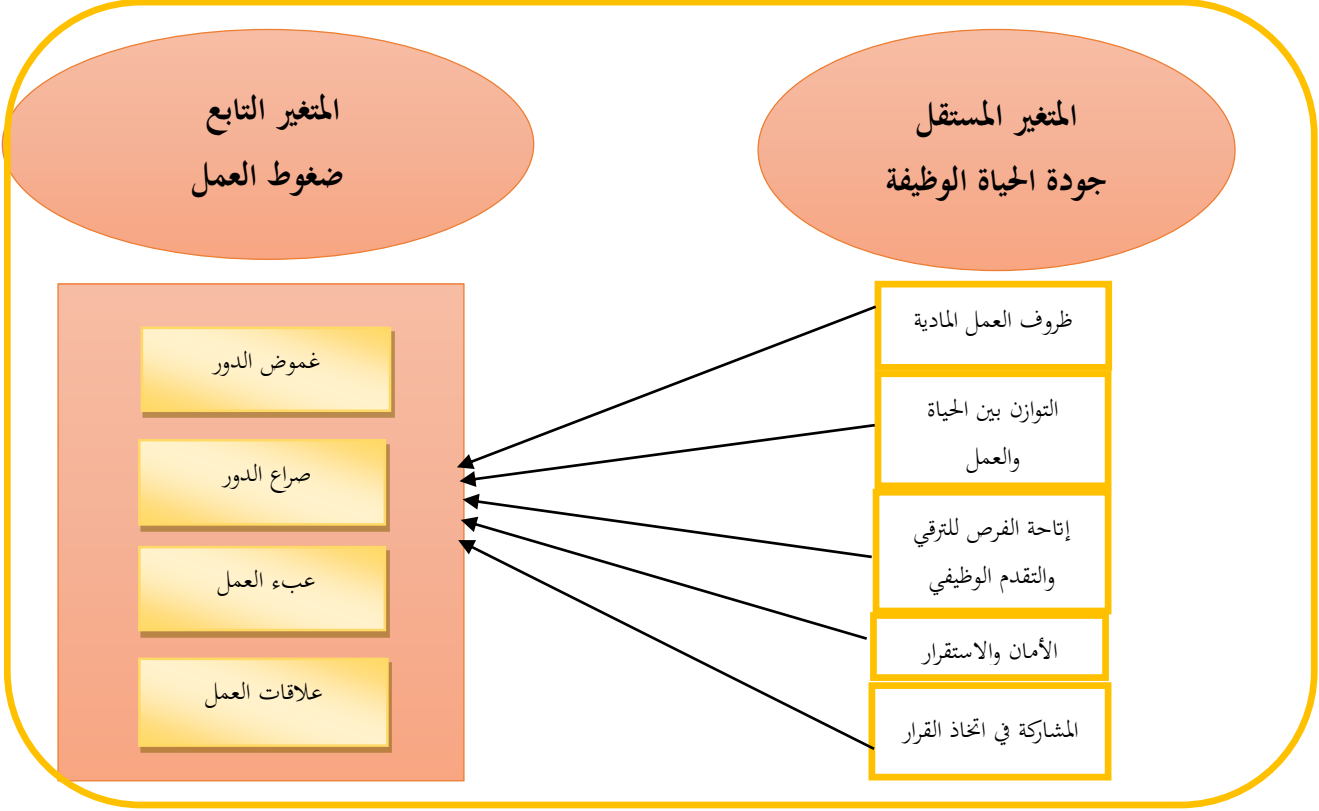 المتغير المستقل
جودة الحياة الوظيفة
ظروف العمل المادية
التوازن بين الحياة
والعمل
إتاحة الفرص للترقي
والتقدم الوظيفي
الأمان والاستقرار
المشاركة في اتخاذ القرار
المتغير التابع
ضغوط العمل
غموض الدور
صراع الدور
عبء العمل
علاقات العمل